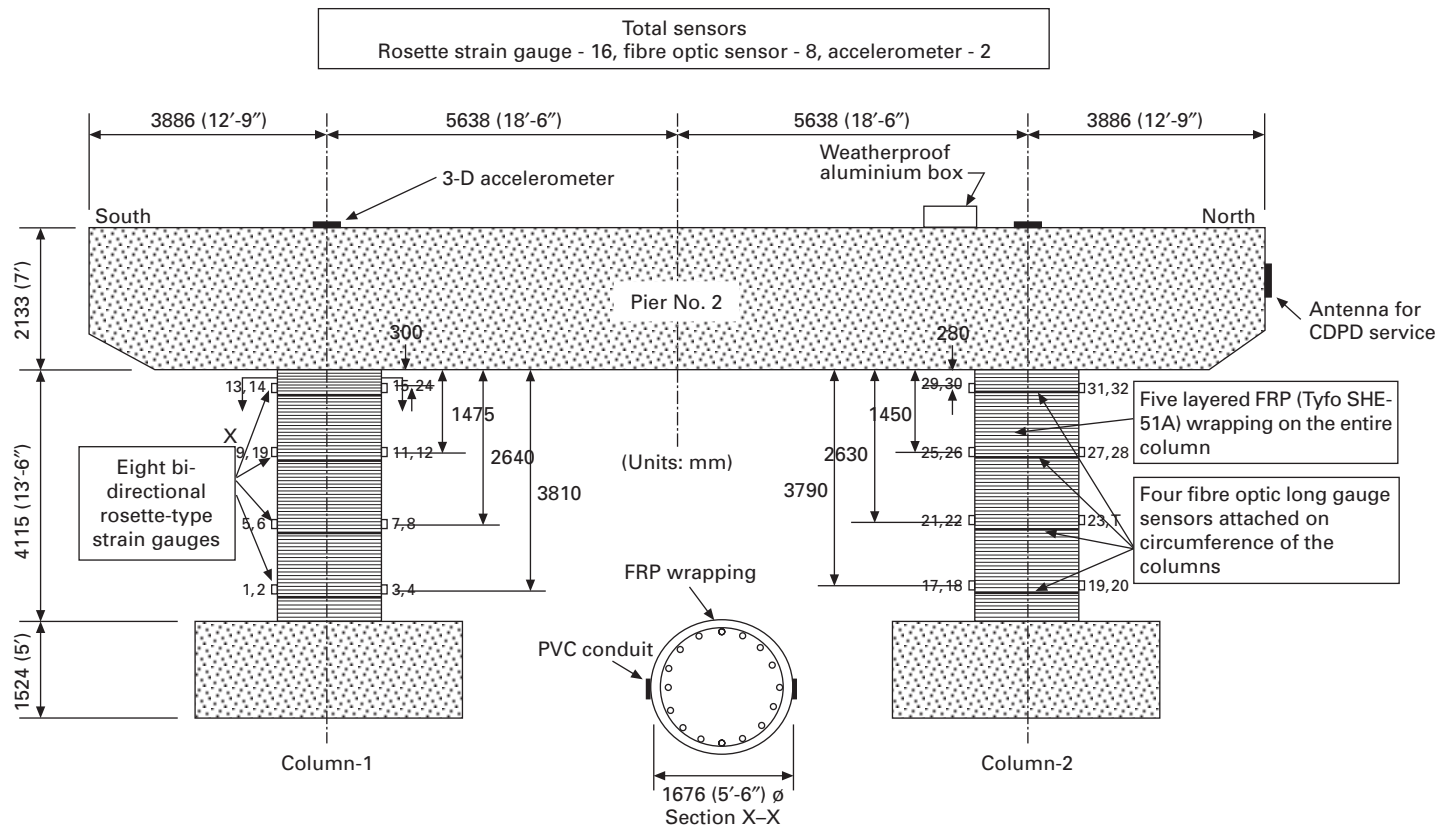 Total sensors
Rosette strain gauge - 16, fibre optic sensor - 8, accelerometer - 2
3886 (12′-9″)
5638 (18′-6″)
5638 (18′-6″)
3886 (12′-9″)
Weatherproof
aluminium box
3-D accelerometer
South
North
2133 (7′)
Pier No. 2
Antenna for
CDPD service
300
280
13, 14
15, 24
29, 30
31, 32
1475
1450
Five layered FRP (Tyfo SHE-
51A) wrapping on the entire
column
X
9, 19
11, 12
2640
(Units: mm)
2630
25, 26
27, 28
Eight bi-
directional
rosette-type
strain gauges
3810
3790
4115 (13′-6″)
Four fibre optic long gauge
sensors attached on
circumference of the
columns
5, 6
7, 8
21, 22
23, T
1, 2
3, 4
17, 18
19, 20
FRP wrapping
PVC conduit
1524 (5′)
Column-1
Column-2
1676 (5′-6″) ø
Section X–X